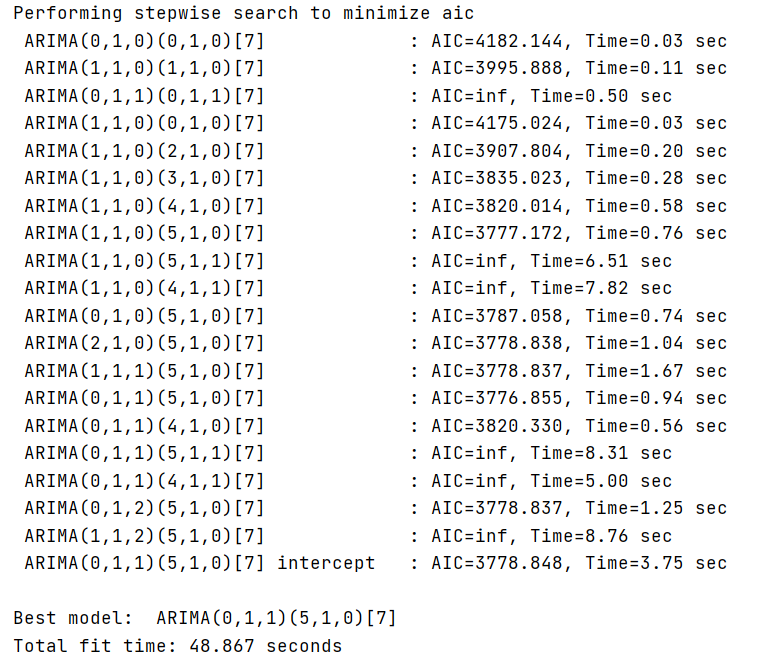 Performing stepwise search to minimize aic
 ARIMA(0,1,0)(0,1,0)[7]             : AIC=4182.144, Time=0.03 sec
 ARIMA(1,1,0)(1,1,0)[7]             : AIC=3995.888, Time=0.11 sec
 ARIMA(0,1,1)(0,1,1)[7]             : AIC=inf, Time=0.50 sec
 ARIMA(1,1,0)(0,1,0)[7]             : AIC=4175.024, Time=0.03 sec
 ARIMA(1,1,0)(2,1,0)[7]             : AIC=3907.804, Time=0.20 sec
 ARIMA(1,1,0)(3,1,0)[7]             : AIC=3835.023, Time=0.28 sec
 ARIMA(1,1,0)(4,1,0)[7]             : AIC=3820.014, Time=0.58 sec
 ARIMA(1,1,0)(5,1,0)[7]             : AIC=3777.172, Time=0.76 sec
 ARIMA(1,1,0)(5,1,1)[7]             : AIC=inf, Time=6.51 sec
 ARIMA(1,1,0)(4,1,1)[7]             : AIC=inf, Time=7.82 sec
 ARIMA(0,1,0)(5,1,0)[7]             : AIC=3787.058, Time=0.74 sec
 ARIMA(2,1,0)(5,1,0)[7]             : AIC=3778.838, Time=1.04 sec
 ARIMA(1,1,1)(5,1,0)[7]             : AIC=3778.837, Time=1.67 sec
 ARIMA(0,1,1)(5,1,0)[7]             : AIC=3776.855, Time=0.94 sec
 ARIMA(0,1,1)(4,1,0)[7]             : AIC=3820.330, Time=0.56 sec
 ARIMA(0,1,1)(5,1,1)[7]             : AIC=inf, Time=8.31 sec
 ARIMA(0,1,1)(4,1,1)[7]             : AIC=inf, Time=5.00 sec
 ARIMA(0,1,2)(5,1,0)[7]             : AIC=3778.837, Time=1.25 sec
 ARIMA(1,1,2)(5,1,0)[7]             : AIC=inf, Time=8.76 sec
 ARIMA(0,1,1)(5,1,0)[7] intercept   : AIC=3778.848, Time=3.75 sec

Best model:  ARIMA(0,1,1)(5,1,0)[7]
Total fit time: 48.867 seconds